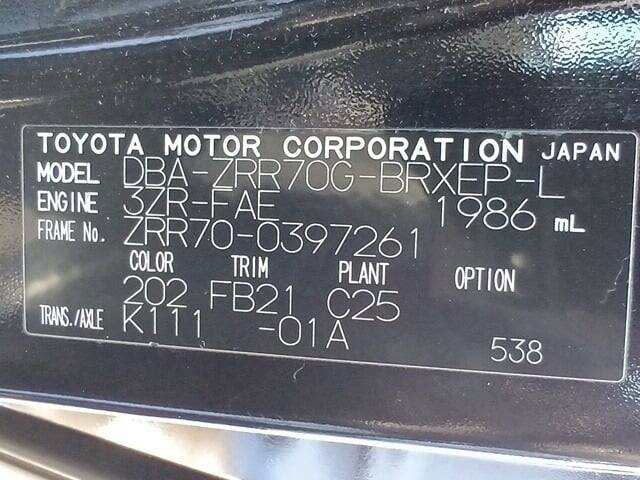 TOYOTA MOTOR CORPORATION JAPAN
MODEL DBA-ZRR70G-BRXEP-L
ENGINE 3ZR-FAE 1986 mL
FRAME No. ZRR70-0397261
COLOR TRIM PLANT OPTION
202 FB21 C25
TRANS./AXLE K111 -01A
538